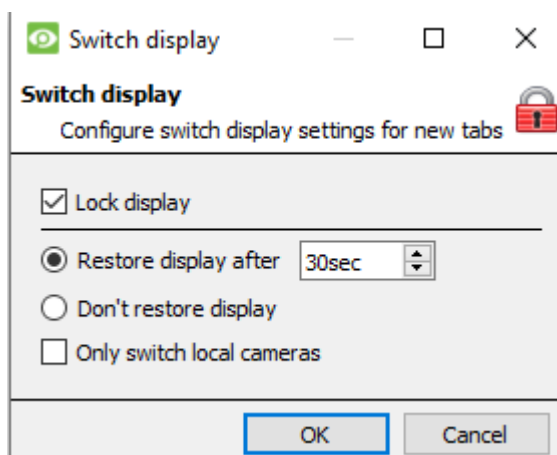 Switch display
Switch display
Configure switch display settings for new tabs
Lock display
Restore display after 30sec
Don't restore display
Only switch local cameras
OK Cancel